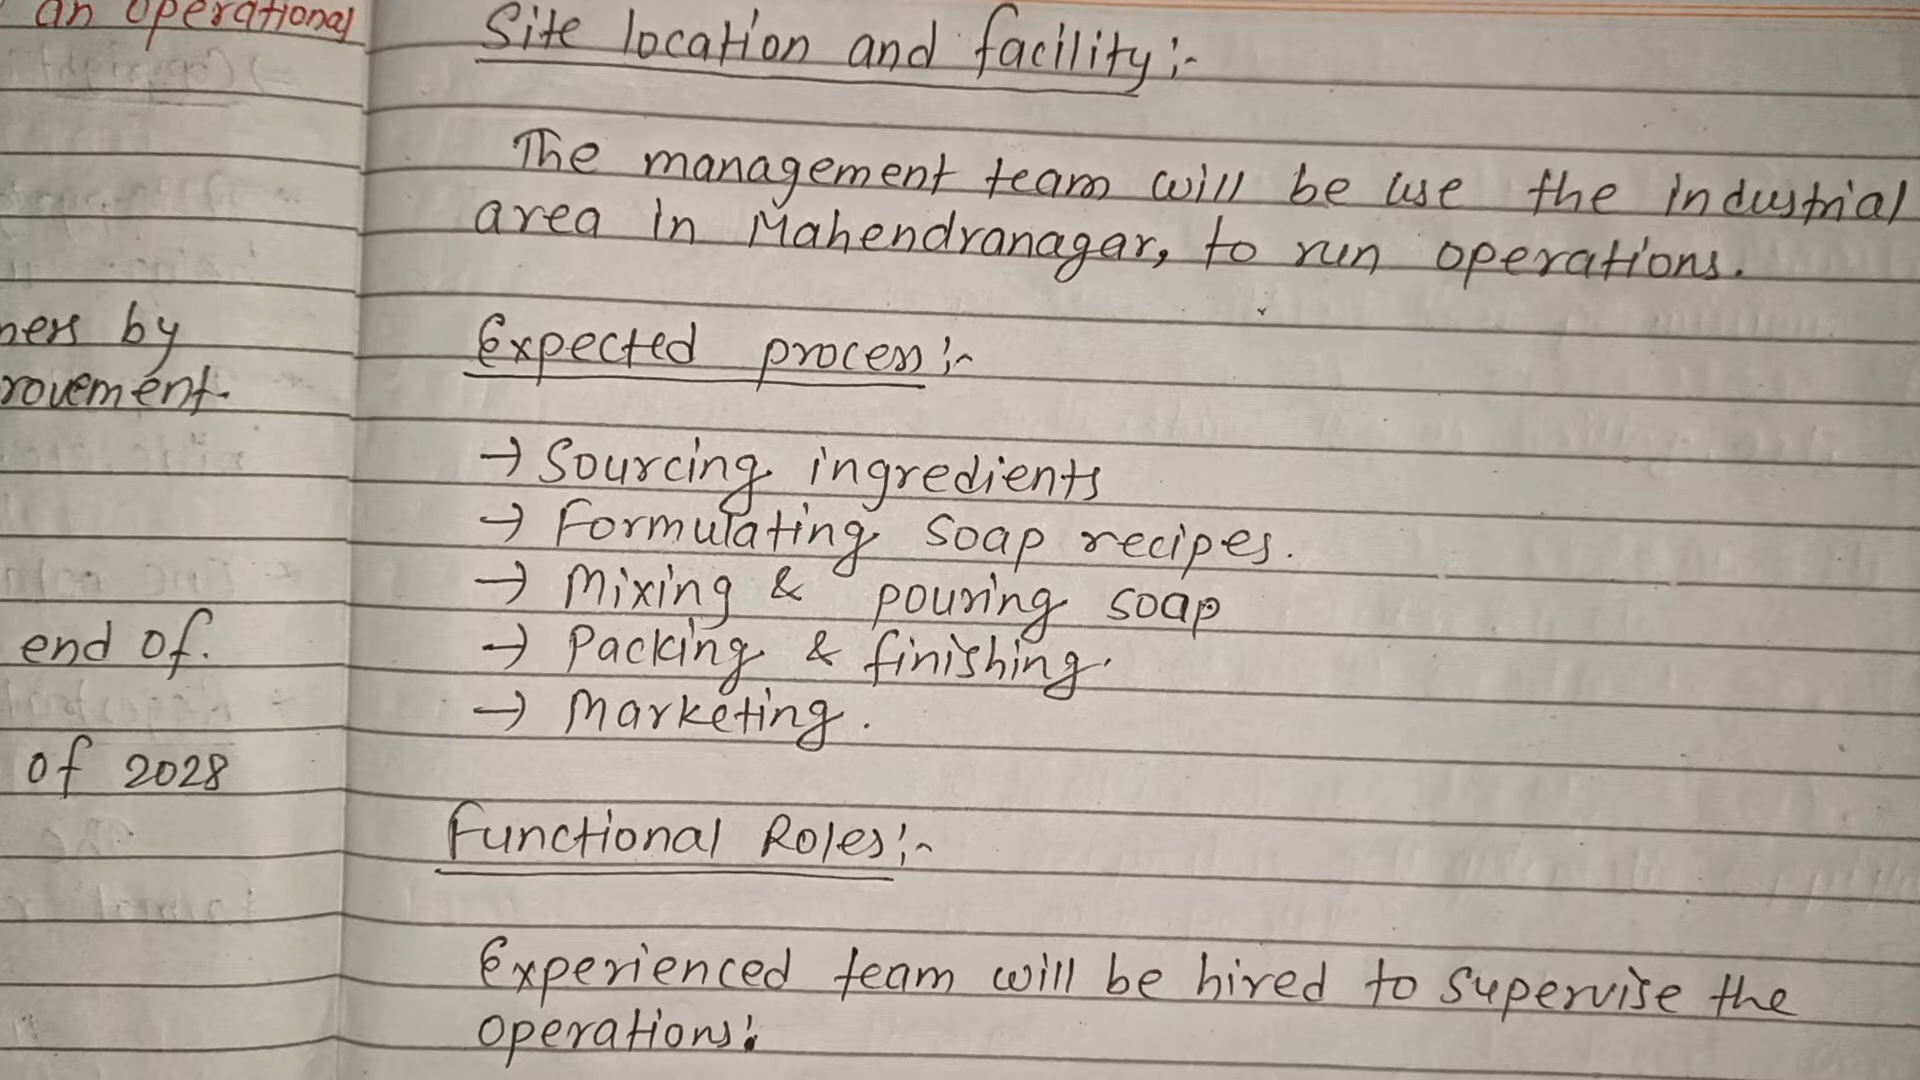 an operational
by
end of.
of 2028
Site location and facility :-
The management team will be use the industrial
area in Mahendranagar, to run operations.
Expected process :-
→ Sourcing ingredients
→ Formulating soap recipes.
→ Mixing & pouring soap
→ Packing & finishing.
→ Marketing.
Functional Roles :-
Experienced team will be hired to supervise the
operations: